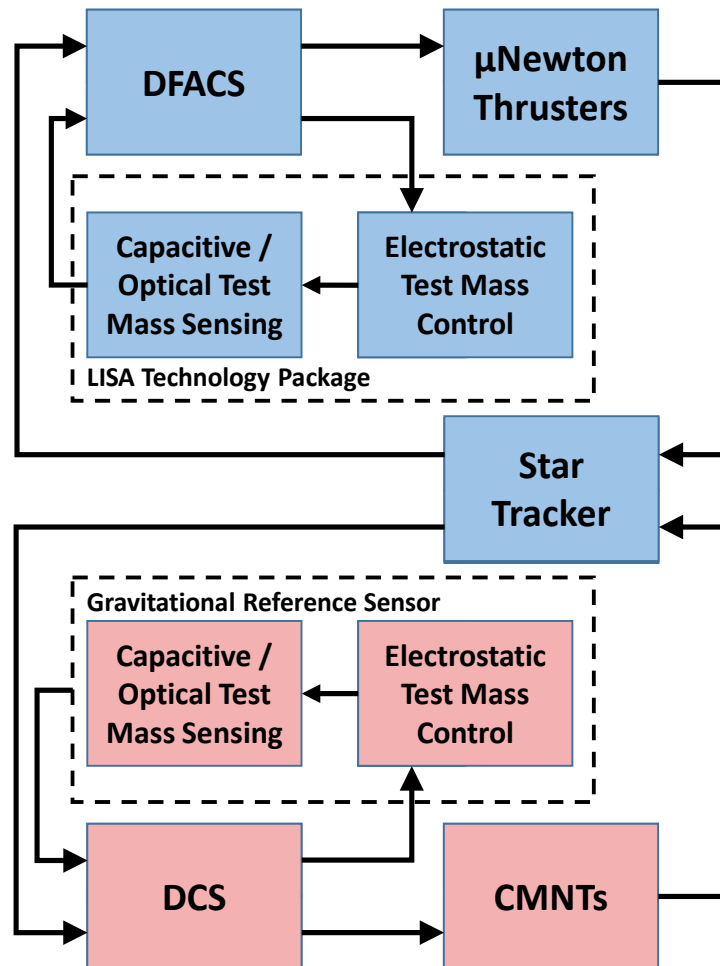 DFACS
µNewton
Thrusters
Capacitive /
Optical Test
Mass Sensing
Electrostatic
Test Mass
Control
LISA Technology Package
Star
Tracker
Gravitational Reference Sensor
Capacitive /
Optical Test
Mass Sensing
Electrostatic
Test Mass
Control
DCS
CMNTs